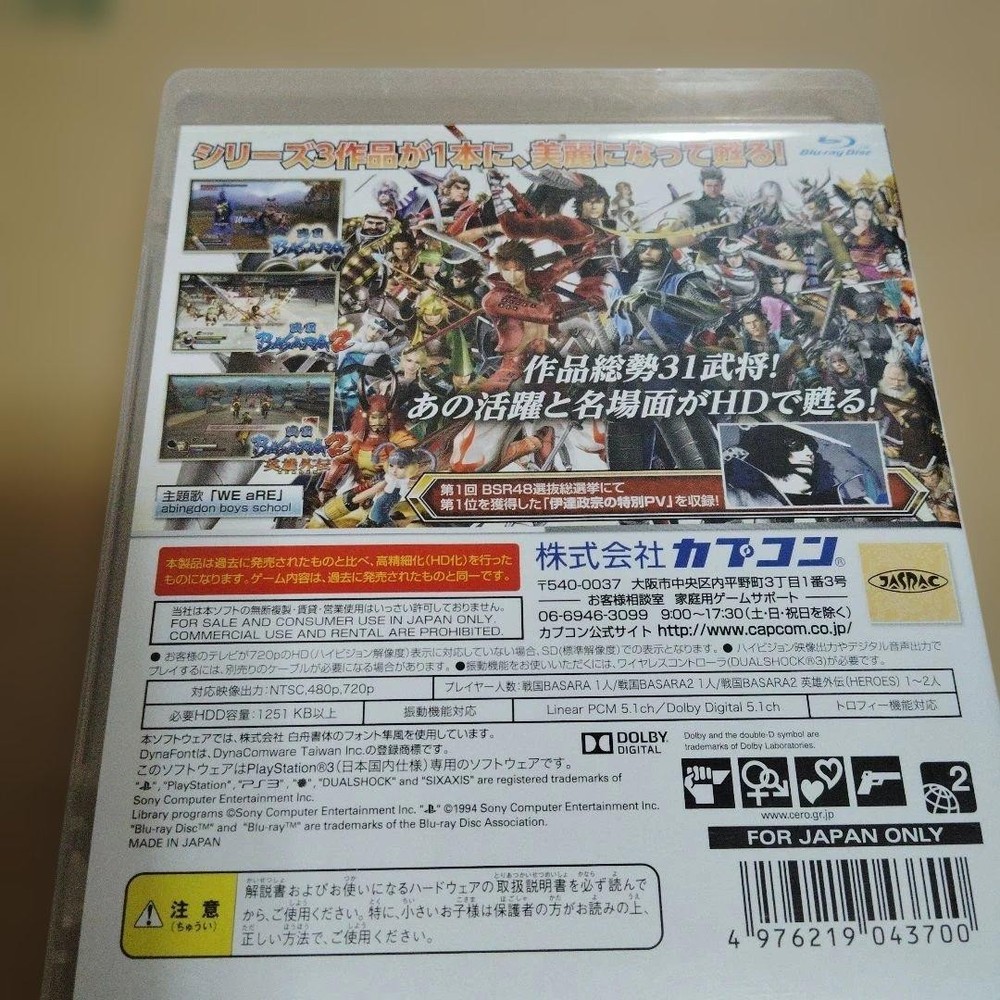 シリーズ3作品が1本に、美麗になって甦る!
Blu-ray Disc
戦国
BASARA
戦国
BASARA2
戦国
BASARA2
英雄外伝
作品総勢31武将!
あの活躍と名場面がHDで甦る!
主題歌「WE aRE」
abingdon boys school
第1回 BSR48選抜総選挙にて
第1位を獲得した「伊達政宗の特別PV」を収録!
本製品は過去に発売されたものと比べ、高精細化(HD化)を行った
ものになります。ゲーム内容は、過去に発売されたものと同一です。
株式会社 カプコン®
〒540-0037 大阪市中央区内平野町3丁目1番3号
お客様相談室 家庭用ゲームサポート
06-6946-3099 9:00~17:30(土・日・祝日を除く)
カプコン公式サイト http://www.capcom.co.jp/
JASRAC
当社は本ソフトの無断複製・賃貸・営業使用はいっさい許可しておりません。
FOR SALE AND CONSUMER USE IN JAPAN ONLY.
COMMERCIAL USE AND RENTAL ARE PROHIBITED.
●お客様のテレビが720pのHD(ハイビジョン解像度)表示に対応していない場合、SD(標準解像度)での表示となります。 ●ハイビジョン映像出力やデジタル音声出力で
プレイするには、別売りのケーブルが必要になる場合があります。 ●振動機能をお使いいただくには、ワイヤレスコントローラ(DUALSHOCK®3)が必要です。
対応映像出力:NTSC,480p,720p
プレイヤー人数:戦国BASARA 1人/戦国BASARA2 1人/戦国BASARA2 英雄外伝(HEROES) 1~2人
必要HDD容量:1251 KB以上
振動機能対応
Linear PCM 5.1ch/Dolby Digital 5.1ch
トロフィー機能対応
本ソフトウェアでは、株式会社 白舟書体のフォント隼風を使用しています。
DynaFontは、DynaComware Taiwan Inc.の登録商標です。
このソフトウェアはPlayStation®3(日本国内仕様)専用のソフトウェアです。
"PlayStation", "PS3", "DUALSHOCK" and "SIXAXIS" are registered trademarks of
Sony Computer Entertainment Inc.
Library programs ©Sony Computer Entertainment Inc. ©1994 Sony Computer Entertainment Inc.
"Blu-ray Disc™" and "Blu-ray™" are trademarks of the Blu-ray Disc Association.
MADE IN JAPAN
DOLBY
DIGITAL
Dolby and the double-D symbol are
trademarks of Dolby Laboratories.
2
www.cero.gr.jp
FOR JAPAN ONLY
注意
(ちゅうい)
解説書およびお使いになるハードウェアの取扱説明書を必ず読んで
から、ご使用ください。特に、小さいお子様は保護者の方がお読みの上、
正しい方法で、ご使用ください。
4 976219 043700